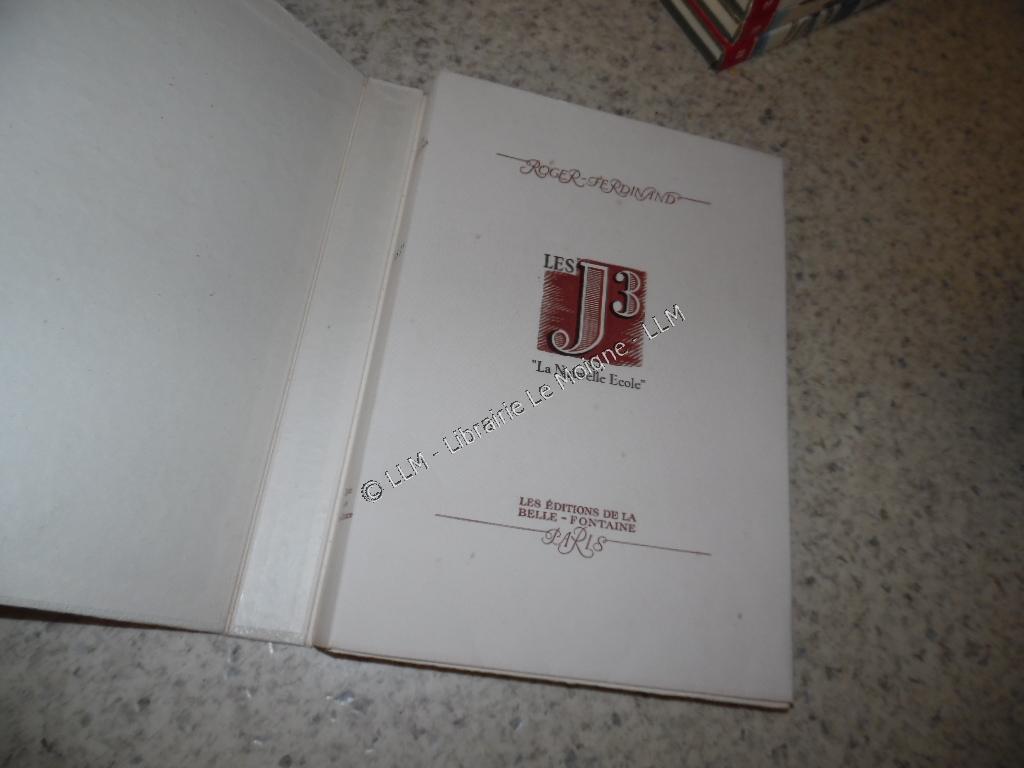 ROGER-FERDINAND
LES
J3
"La Nouvelle Ecole"
© LLM - Librairie Le Moigne - LLM
LES ÉDITIONS DE LA
BELLE - FONTAINE
PARIS